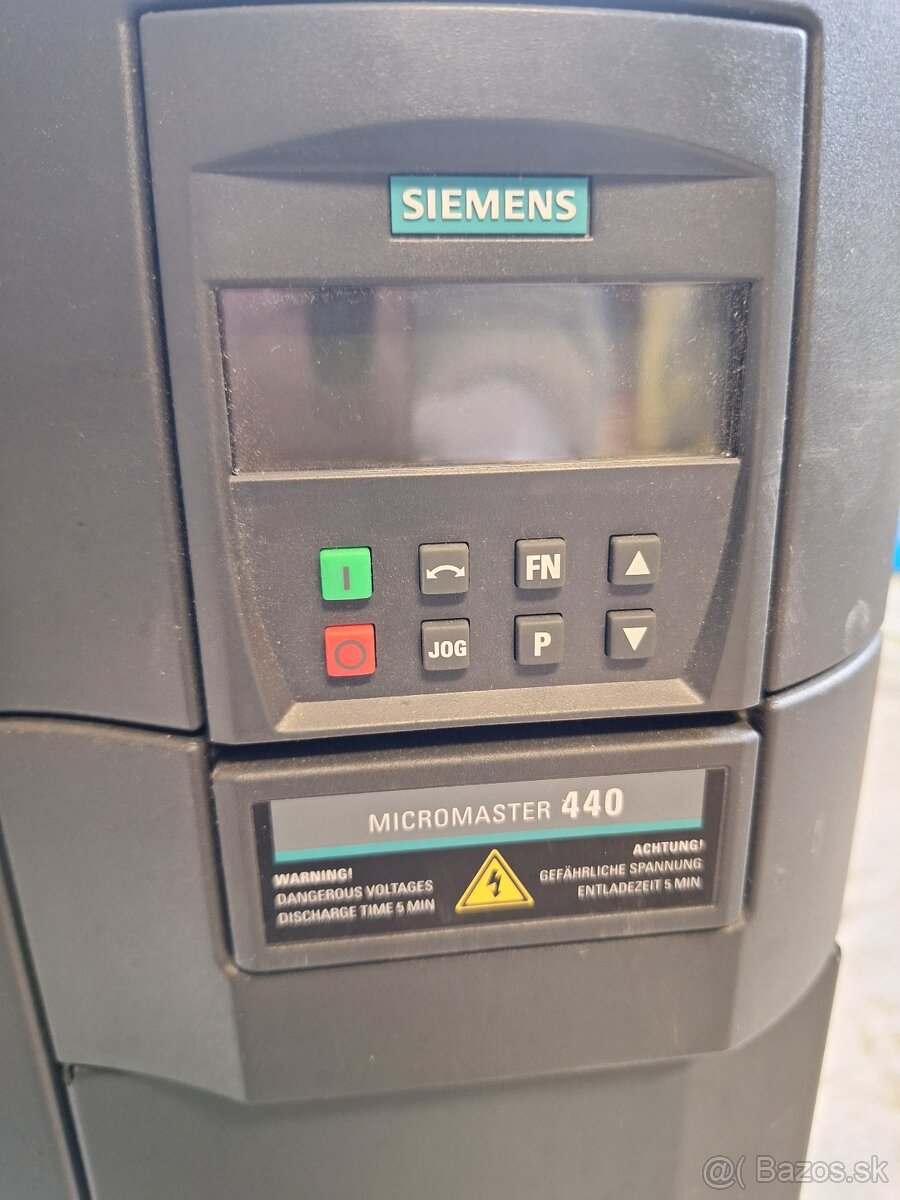 SIEMENS
I
FN
O
JOG
P
MICROMASTER 440
WARNING!
DANGEROUS VOLTAGES
DISCHARGE TIME 5 MIN
ACHTUNG!
GEFÄHRLICHE SPANNUNG
ENTLADEZEIT 5 MIN
@( Bazos.sk